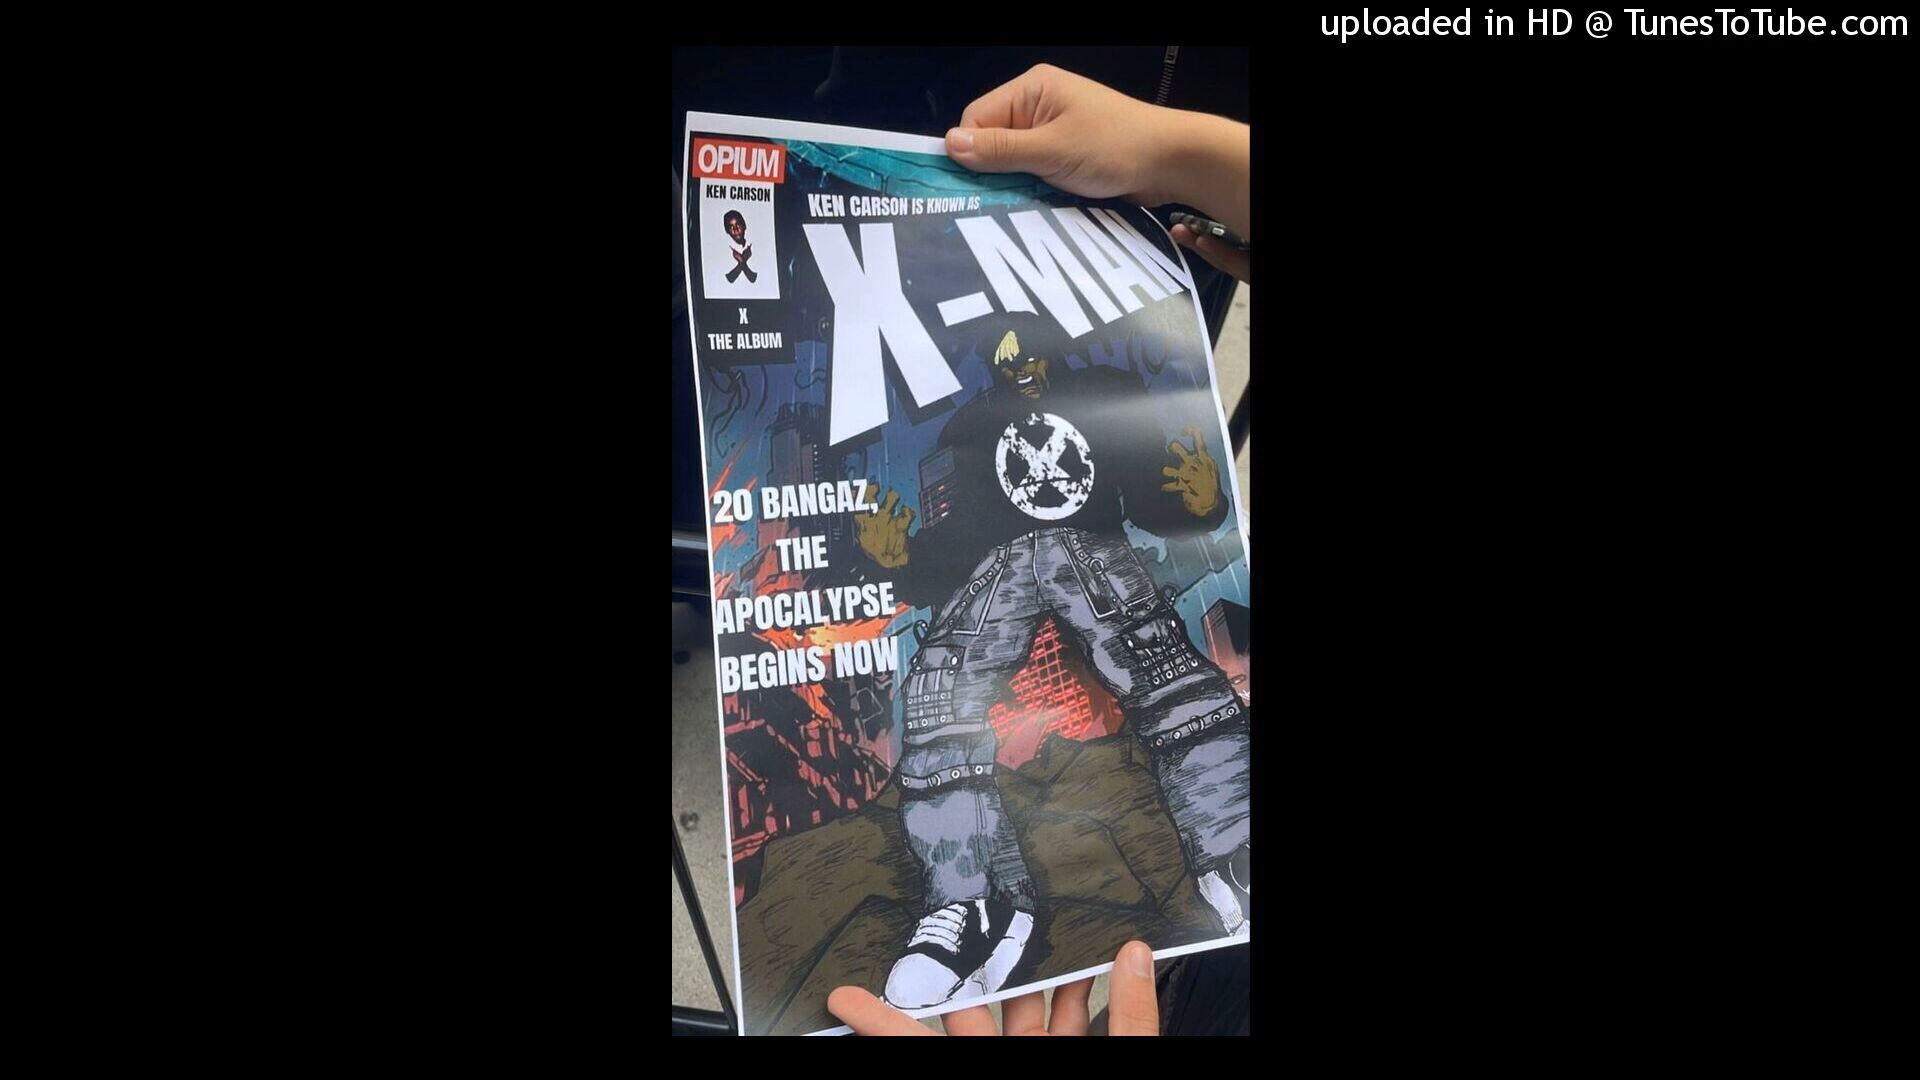 uploaded in HD @ TunesToTube.com
OPIUM
KEN CARSON
X
THE ALBUM
KEN CARSON IS KNOWN AS
X-MAN
20 BANGAZ,
THE
APOCALYPSE
BEGINS NOW